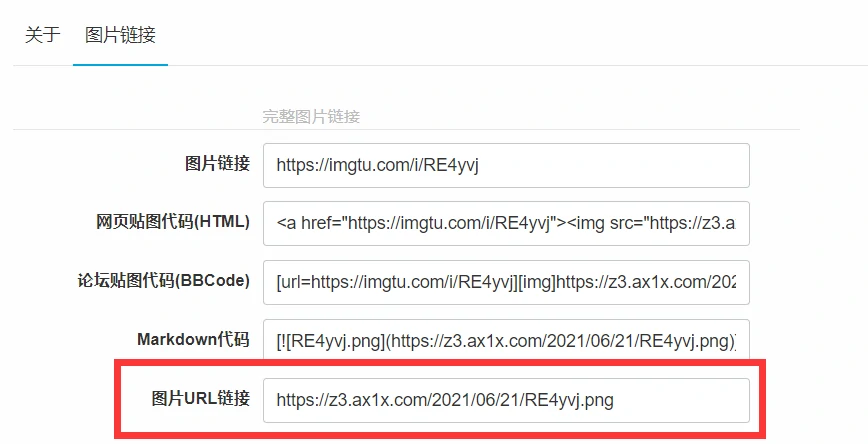 关于 图片链接
完整图片链接
图片链接 https://imgtu.com/i/RE4yvj
网页贴图代码(HTML) <a href="https://imgtu.com/i/RE4yvj"><img src="https://z3.a
论坛贴图代码(BBCode) [url=https://imgtu.com/i/RE4yvj][img]https://z3.ax1x.com/202
Markdown代码 [![RE4yvj.png](https://z3.ax1x.com/2021/06/21/RE4yvj.png)]
图片URL链接 https://z3.ax1x.com/2021/06/21/RE4yvj.png